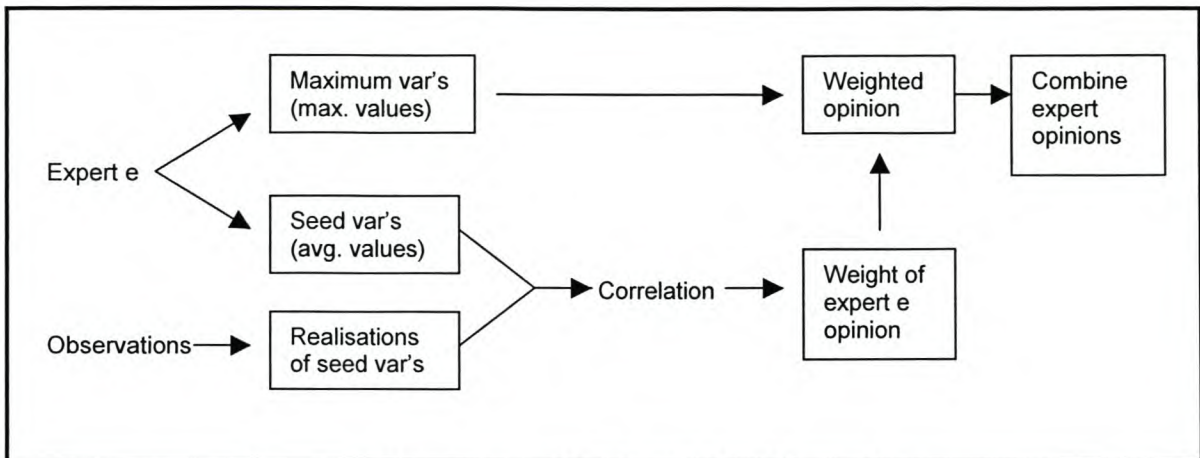 Maximum var's
(max. values)
Weighted
opinion
Combine
expert
opinions
Expert e
Seed var's
(avg. values)
Correlation
Weight of
expert e
opinion
Observations
Realisations
of seed var's